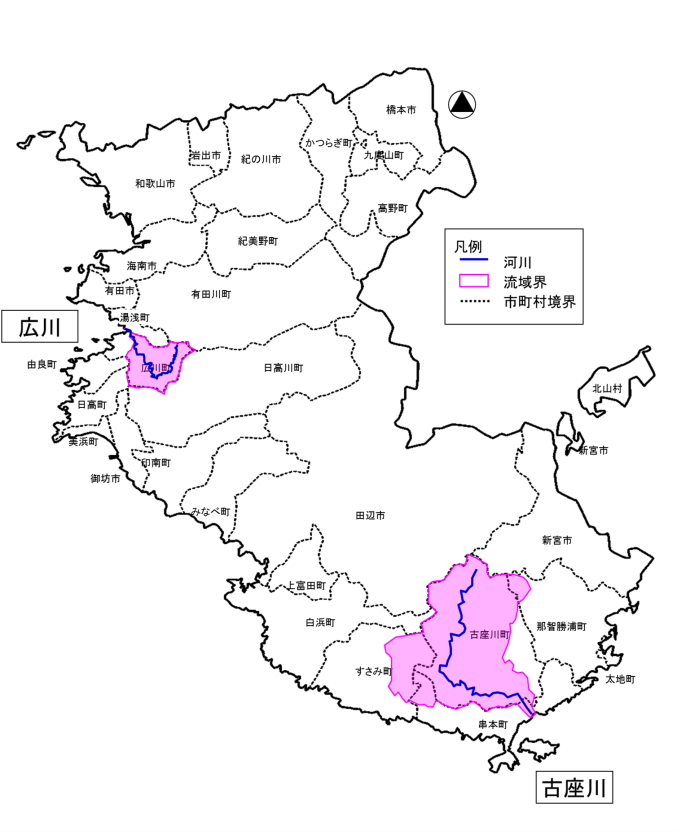 橋本市
かつらぎ町
九度山町
岩出市
紀の川市
和歌山市
高野町
紀美野町
海南市
有田市
有田川町
凡例
河川
流域界
市町村境界
湯浅町
広川
由良町
広川町
日高川町
北山村
日高町
美浜町
新宮市
印南町
御坊市
みなべ町
田辺市
新宮市
上富田町
白浜町
古座川町
那智勝浦町
すさみ町
太地町
串本町
古座川